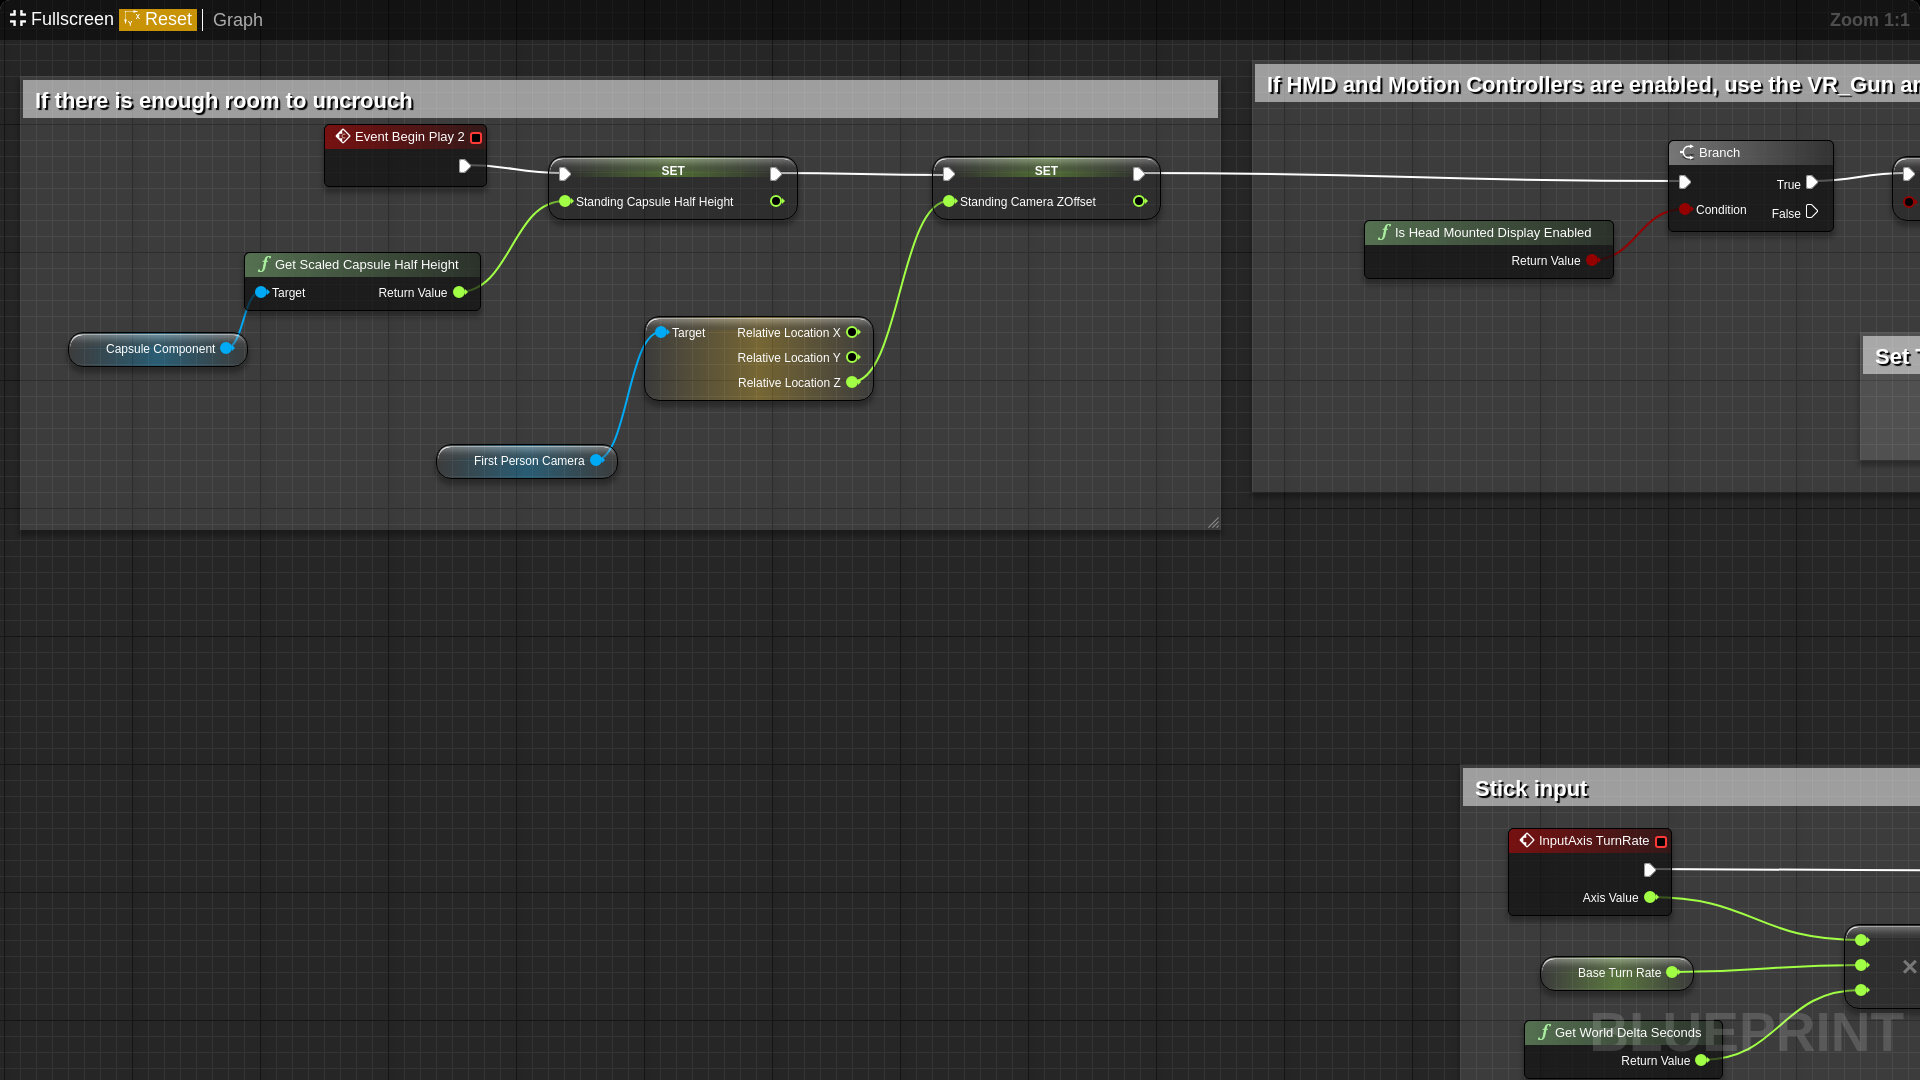 Fullscreen Reset Graph Zoom 1:1
If there is enough room to uncrouch
Event Begin Play 2
SET
Standing Capsule Half Height
SET
Standing Camera ZOffset
Get Scaled Capsule Half Height
Target Return Value
Capsule Component
Target Relative Location X
Relative Location Y
Relative Location Z
First Person Camera
If HMD and Motion Controllers are enabled, use the VR_Gun
Branch
True
Condition False
Is Head Mounted Display Enabled
Return Value
Set
Stick input
InputAxis TurnRate
Axis Value
Base Turn Rate
Get World Delta Seconds
Return Value
BLUEPRINT